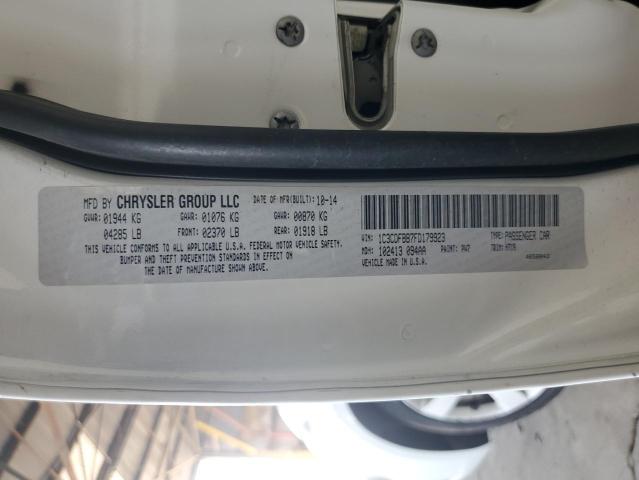 MFD BY CHRYSLER GROUP LLC DATE OF MFR(BUILT): 10-14
GVWR: 01944 KG GAWR: 01076 KG GAWR: 00870 KG
04285 LB FRONT: 02370 LB REAR: 01918 LB
THIS VEHICLE CONFORMS TO ALL APPLICABLE U.S.A. FEDERAL MOTOR VEHICLE SAFETY,
BUMPER AND THEFT PREVENTION STANDARDS IN EFFECT ON
THE DATE OF MANUFACTURE SHOWN ABOVE.
VIN: 1C3CDFBB7FD179923 TYPE: PASSENGER CAR
MDH: 102413 094AA PAINT: PW7 TRIM:
VEHICLE MADE IN U.S.A.